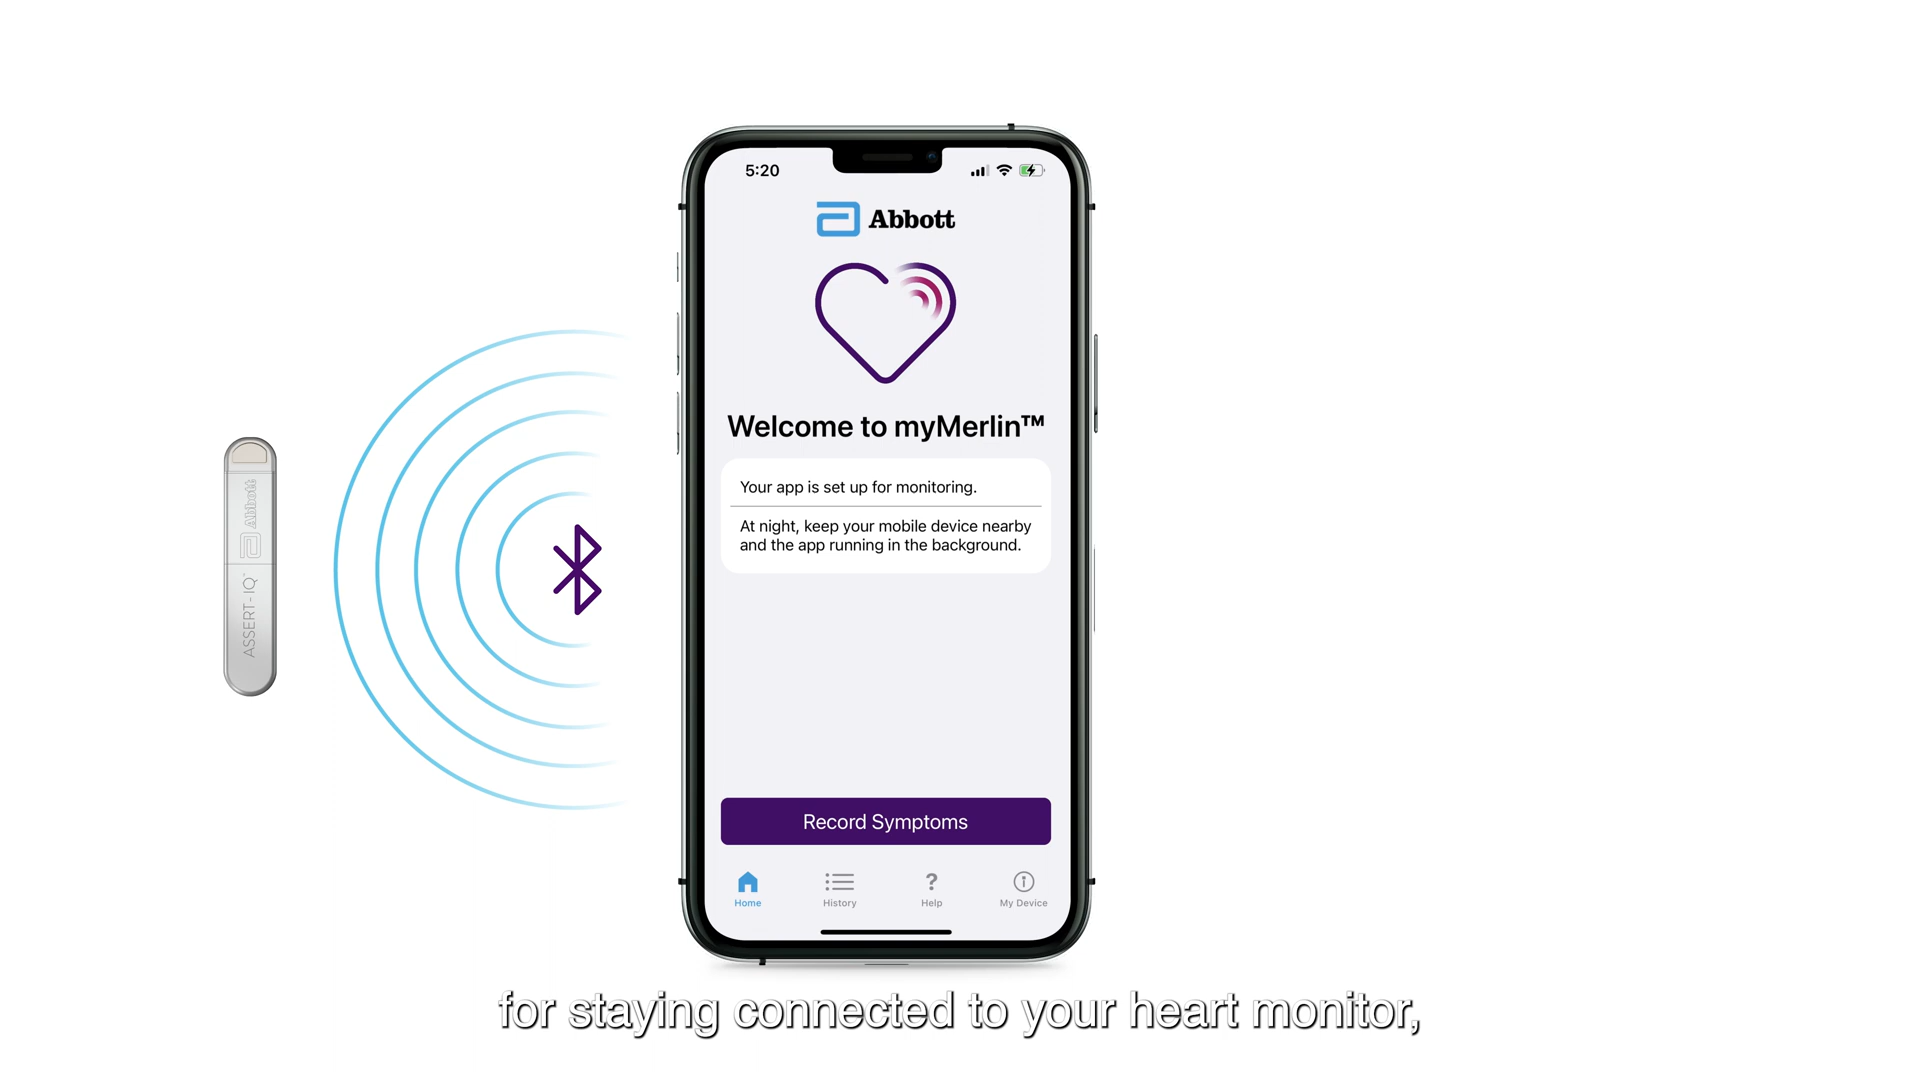 5:20
Abbott
Welcome to myMerlin™
Your app is set up for monitoring.
At night, keep your mobile device nearby
and the app running in the background.
Record Symptoms
Home
History
Help
My Device
Abbott
ASSERT-IQ™
for staying connected to your heart monitor,